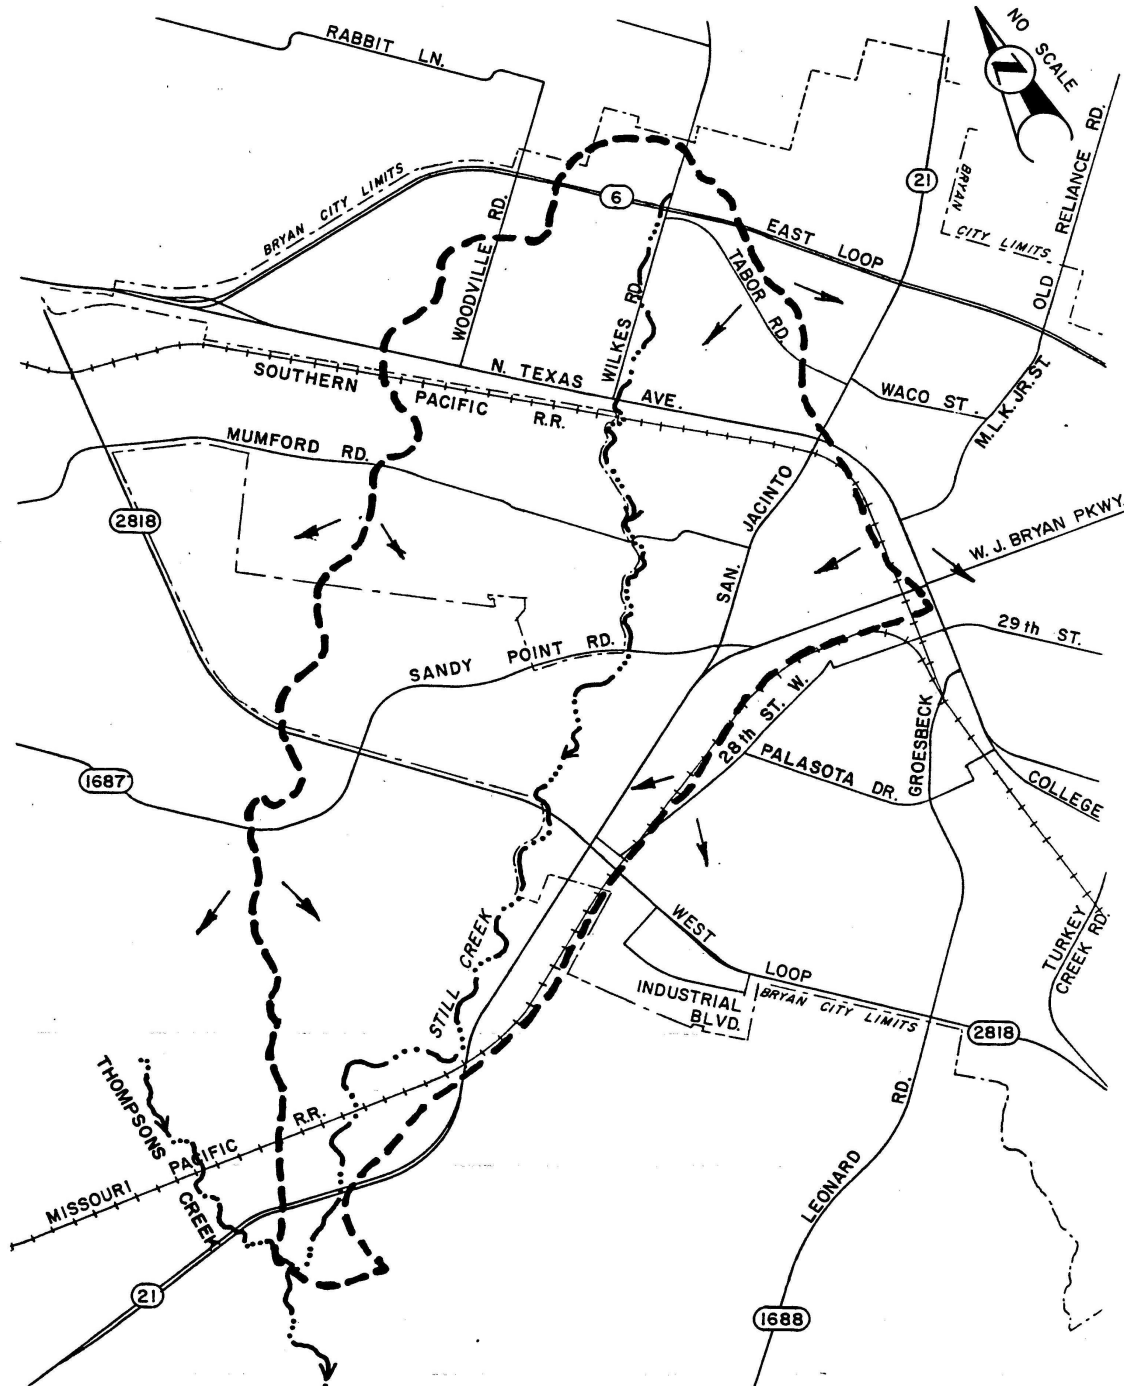 RABBIT LN.
NO SCALE
N
BRYAN CITY LIMITS
WOODVILLE RD.
6
21
BRYAN
CITY LIMITS
OLD RELIANCE RD.
EAST LOOP
TABOR RD.
WILKES RD.
SOUTHERN PACIFIC R.R.
N. TEXAS AVE.
WACO ST.
M.L.K. JR. ST.
MUMFORD RD.
2818
SAN. JACINTO
W. J. BRYAN PKWY.
29th ST.
SANDY POINT RD.
28th ST. W.
PALASOTA DR.
GROESBECK
COLLEGE
1687
STILL CREEK
WEST LOOP
INDUSTRIAL
BLVD.
BRYAN CITY LIMITS
2818
TURKEY
CREEK RD.
THOMPSONS CREEK
MISSOURI PACIFIC R.R.
LEONARD RD.
21
1688